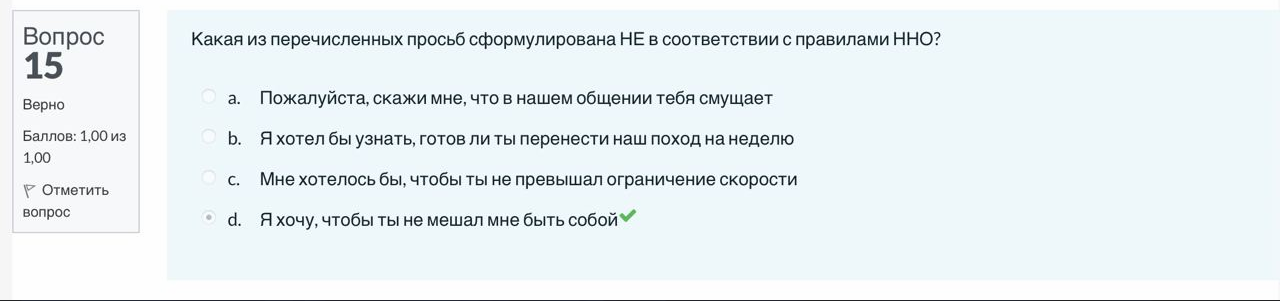 Вопрос
15
Верно
Баллов: 1,00 из
1,00
Отметить
вопрос
Какая из перечисленных просьб сформулирована НЕ в соответствии с правилами ННО?
a. Пожалуйста, скажи мне, что в нашем общении тебя смущает
b. Я хотел бы узнать, готов ли ты перенести наш поход на неделю
c. Мне хотелось бы, чтобы ты не превышал ограничение скорости
d. Я хочу, чтобы ты не мешал мне быть собой